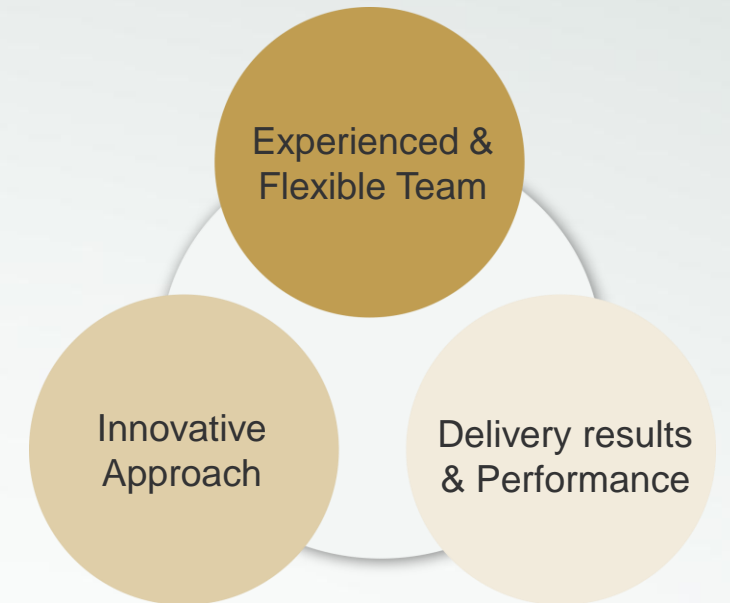 Experienced &
Flexible Team
Innovative
Approach
Delivery results
& Performance